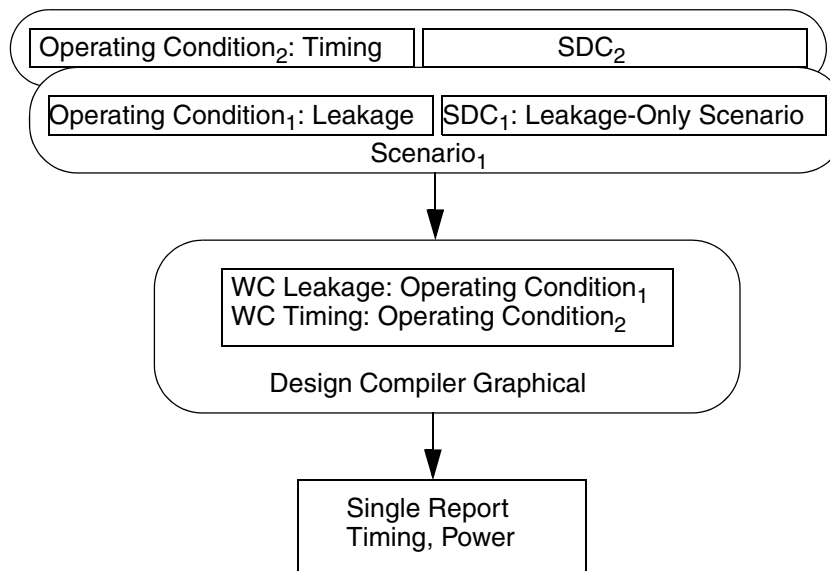 Operating Condition₂: Timing SDC₂
Operating Condition₁: Leakage SDC₁: Leakage-Only Scenario
Scenario₁
WC Leakage: Operating Condition₁
WC Timing: Operating Condition₂
Design Compiler Graphical
Single Report
Timing, Power